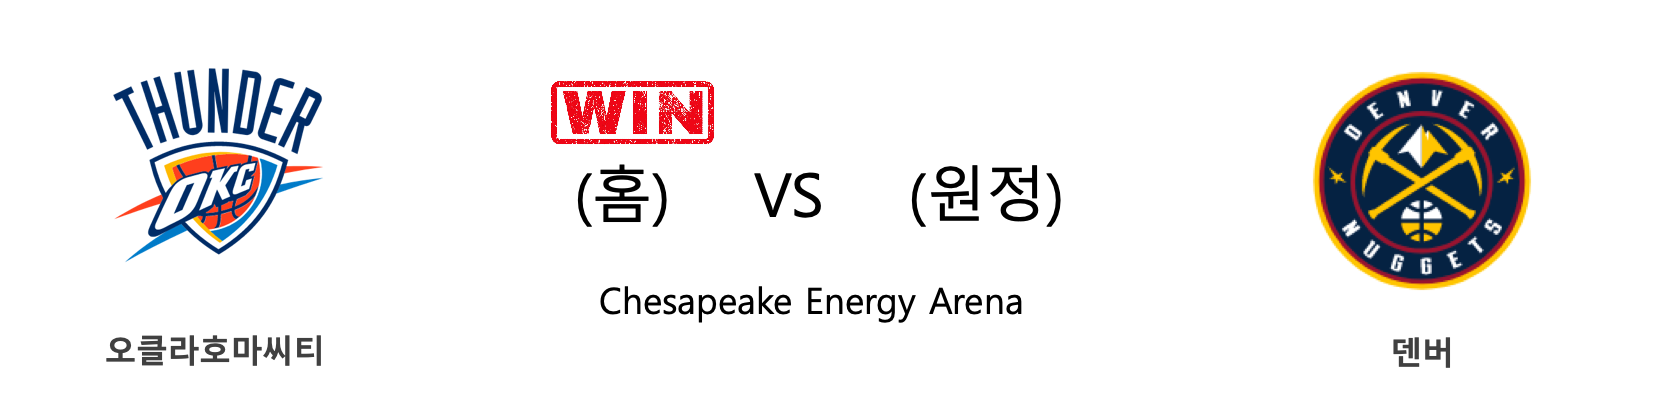 THUNDER
OKC
WIN
(홈) VS (원정)
Chesapeake Energy Arena
DENVER
NUGGETS
오클라호마씨티
덴버